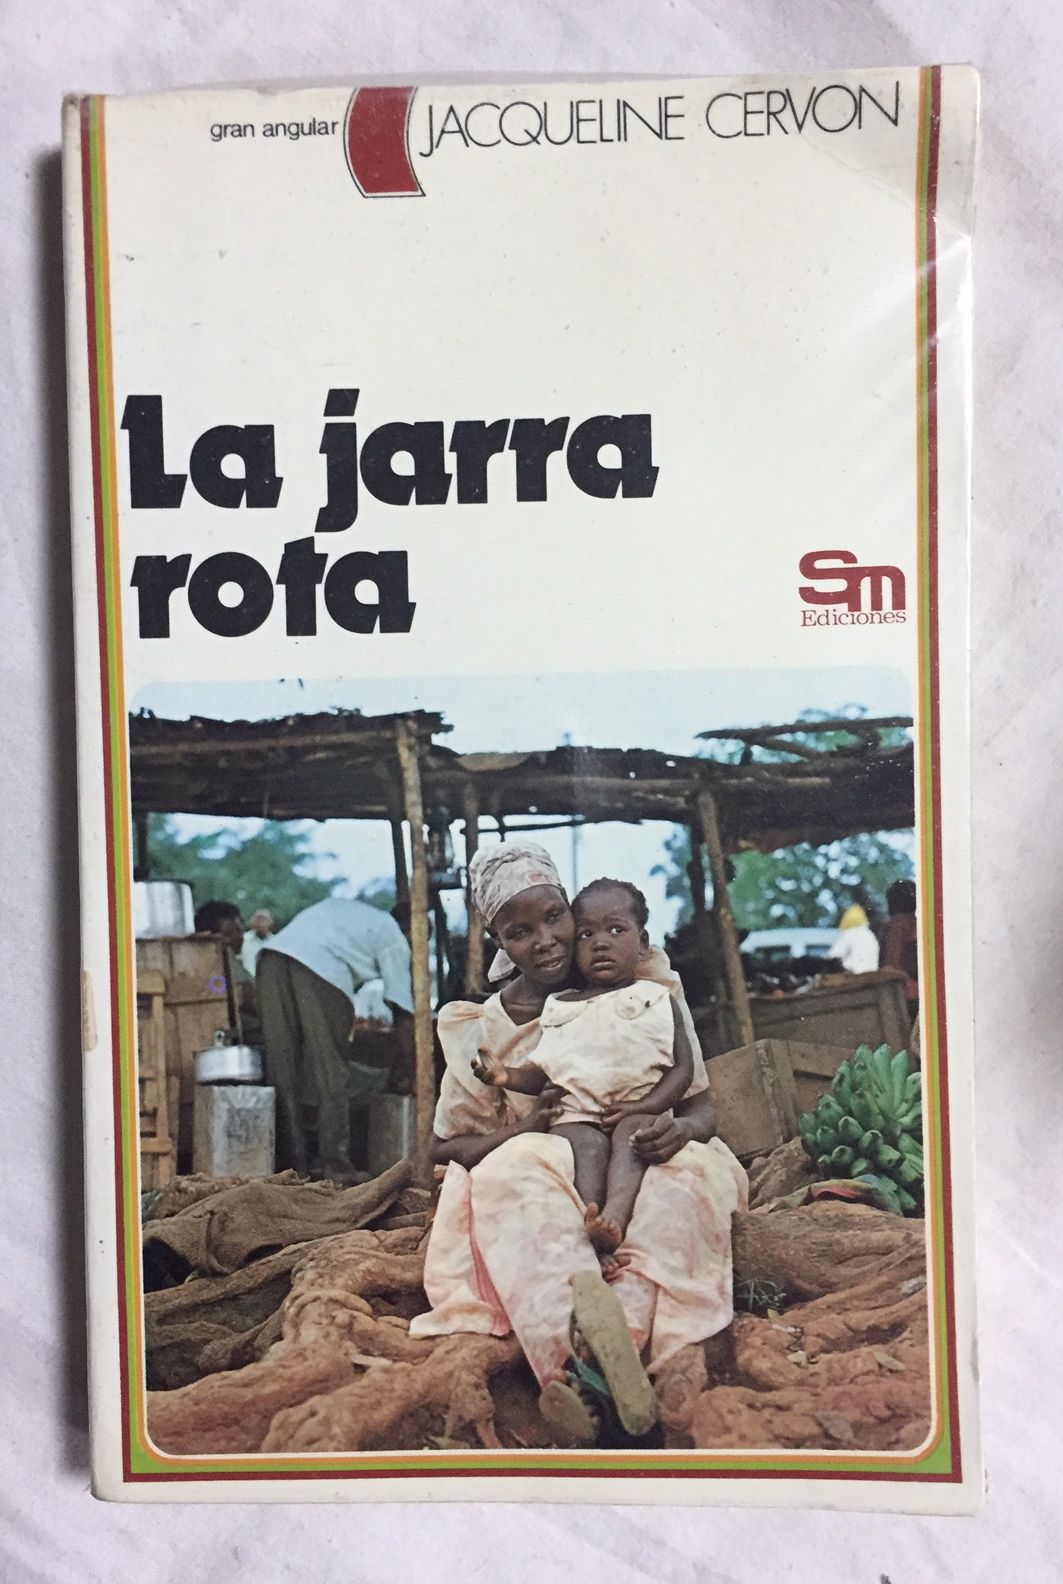 gran angular
JACQUELINE CERVON
La jarra
rota
Sm
Ediciones